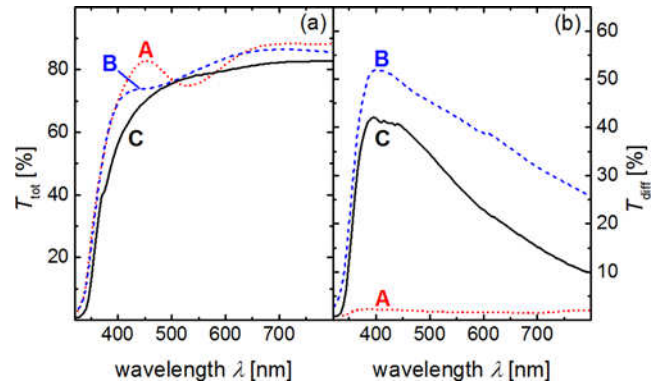 (a)
(b)
A
B
C
B
C
A
T_tot [%]
80
60
40
20
T_diff [%]
60
50
40
30
20
10
400 500 600 700
400 500 600 700
wavelength λ [nm]
wavelength λ [nm]